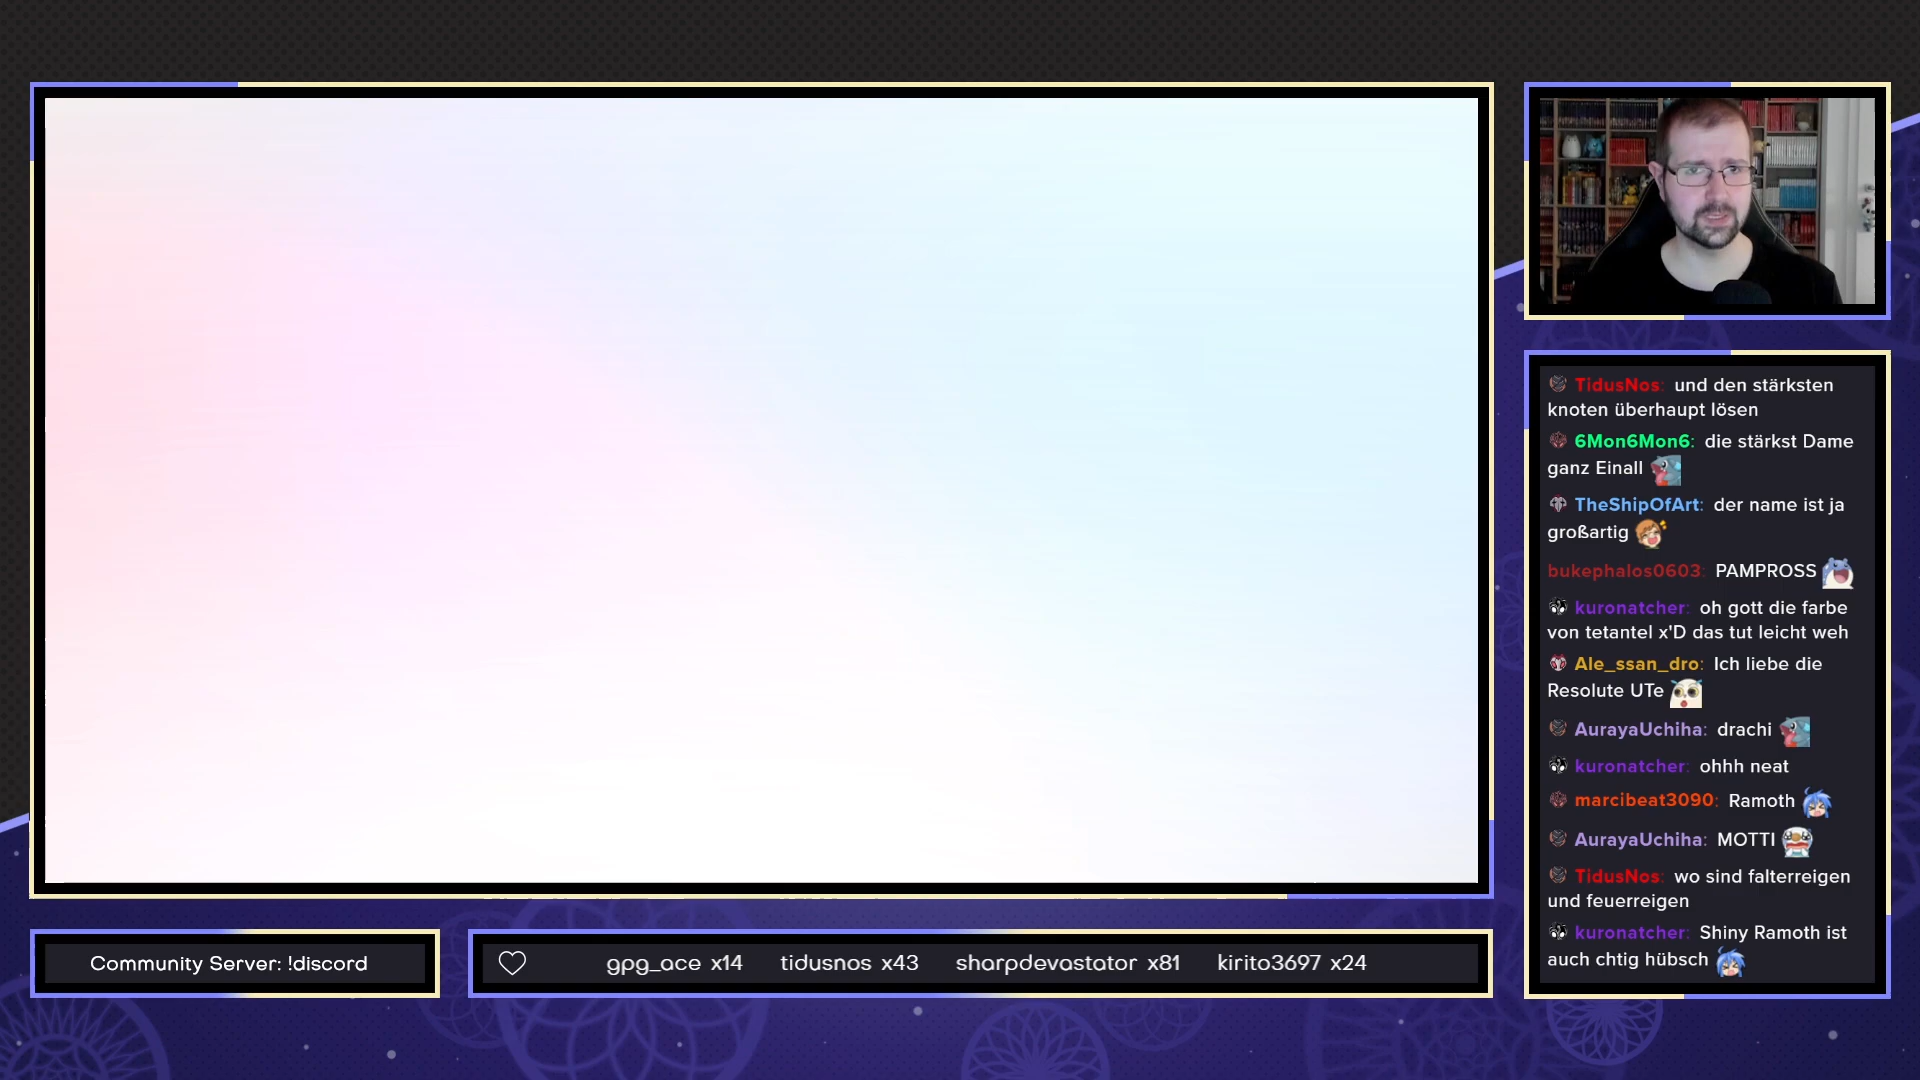 TidusNos: und den stärksten
knoten überhaupt lösen
6Mon6Mon6: die stärkst Dame
ganz Einall
TheShipOfArt: der name ist ja
großartig
bukephalos0603: PAMPROSS
kuronatcher: oh gott die farbe
von tetantel x'D das tut leicht weh
Ale_ssan_dro: Ich liebe die
Resolute UTe
AurayaUchiha: drachi
kuronatcher: ohhh neat
marcibeat3090: Ramoth
AurayaUchiha: MOTTI
TidusNos: wo sind falterreigen
und feuerreigen
kuronatcher: Shiny Ramoth ist
auch chtig hübsch
Community Server: !discord
gpg_ace x14 tidusnos x43 sharpdevastator x81 kirito3697 x24